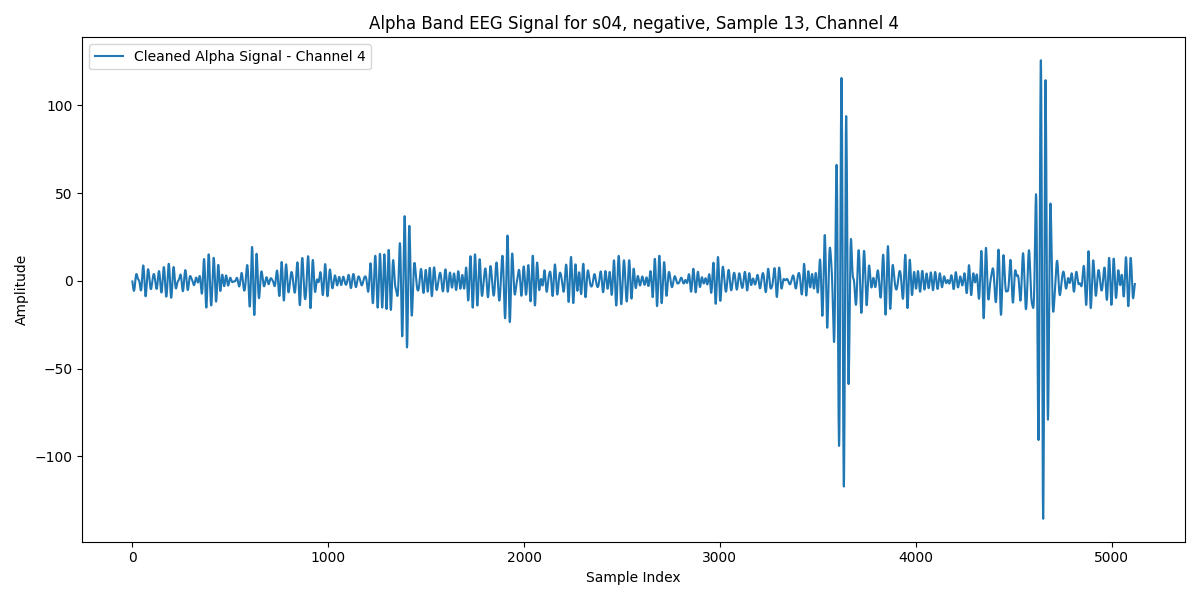 Alpha Band EEG Signal for s04, negative, Sample 13, Channel 4
Cleaned Alpha Signal - Channel 4
Amplitude
100
50
0
−50
−100
0 1000 2000 3000 4000 5000
Sample Index